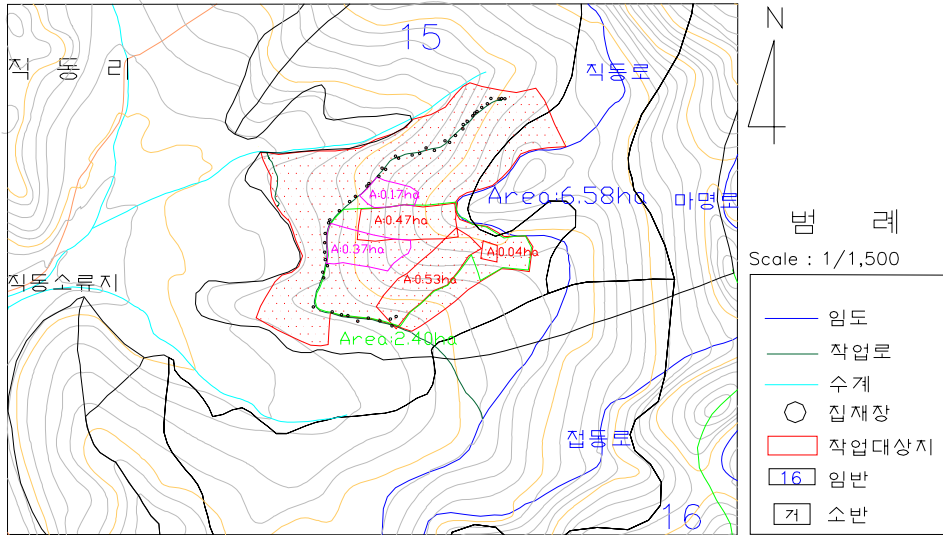 15
N
직동리
직동로
Area:6.58ha
마명로
A:0.17ha
A:0.47ha
A:0.37ha
A:0.04ha
A:0.53ha
직동소류지
Area:2.40ha
접동로
16
범례
Scale : 1/1,500
임도
작업로
수계
집재장
작업대상지
16 임반
거 소반